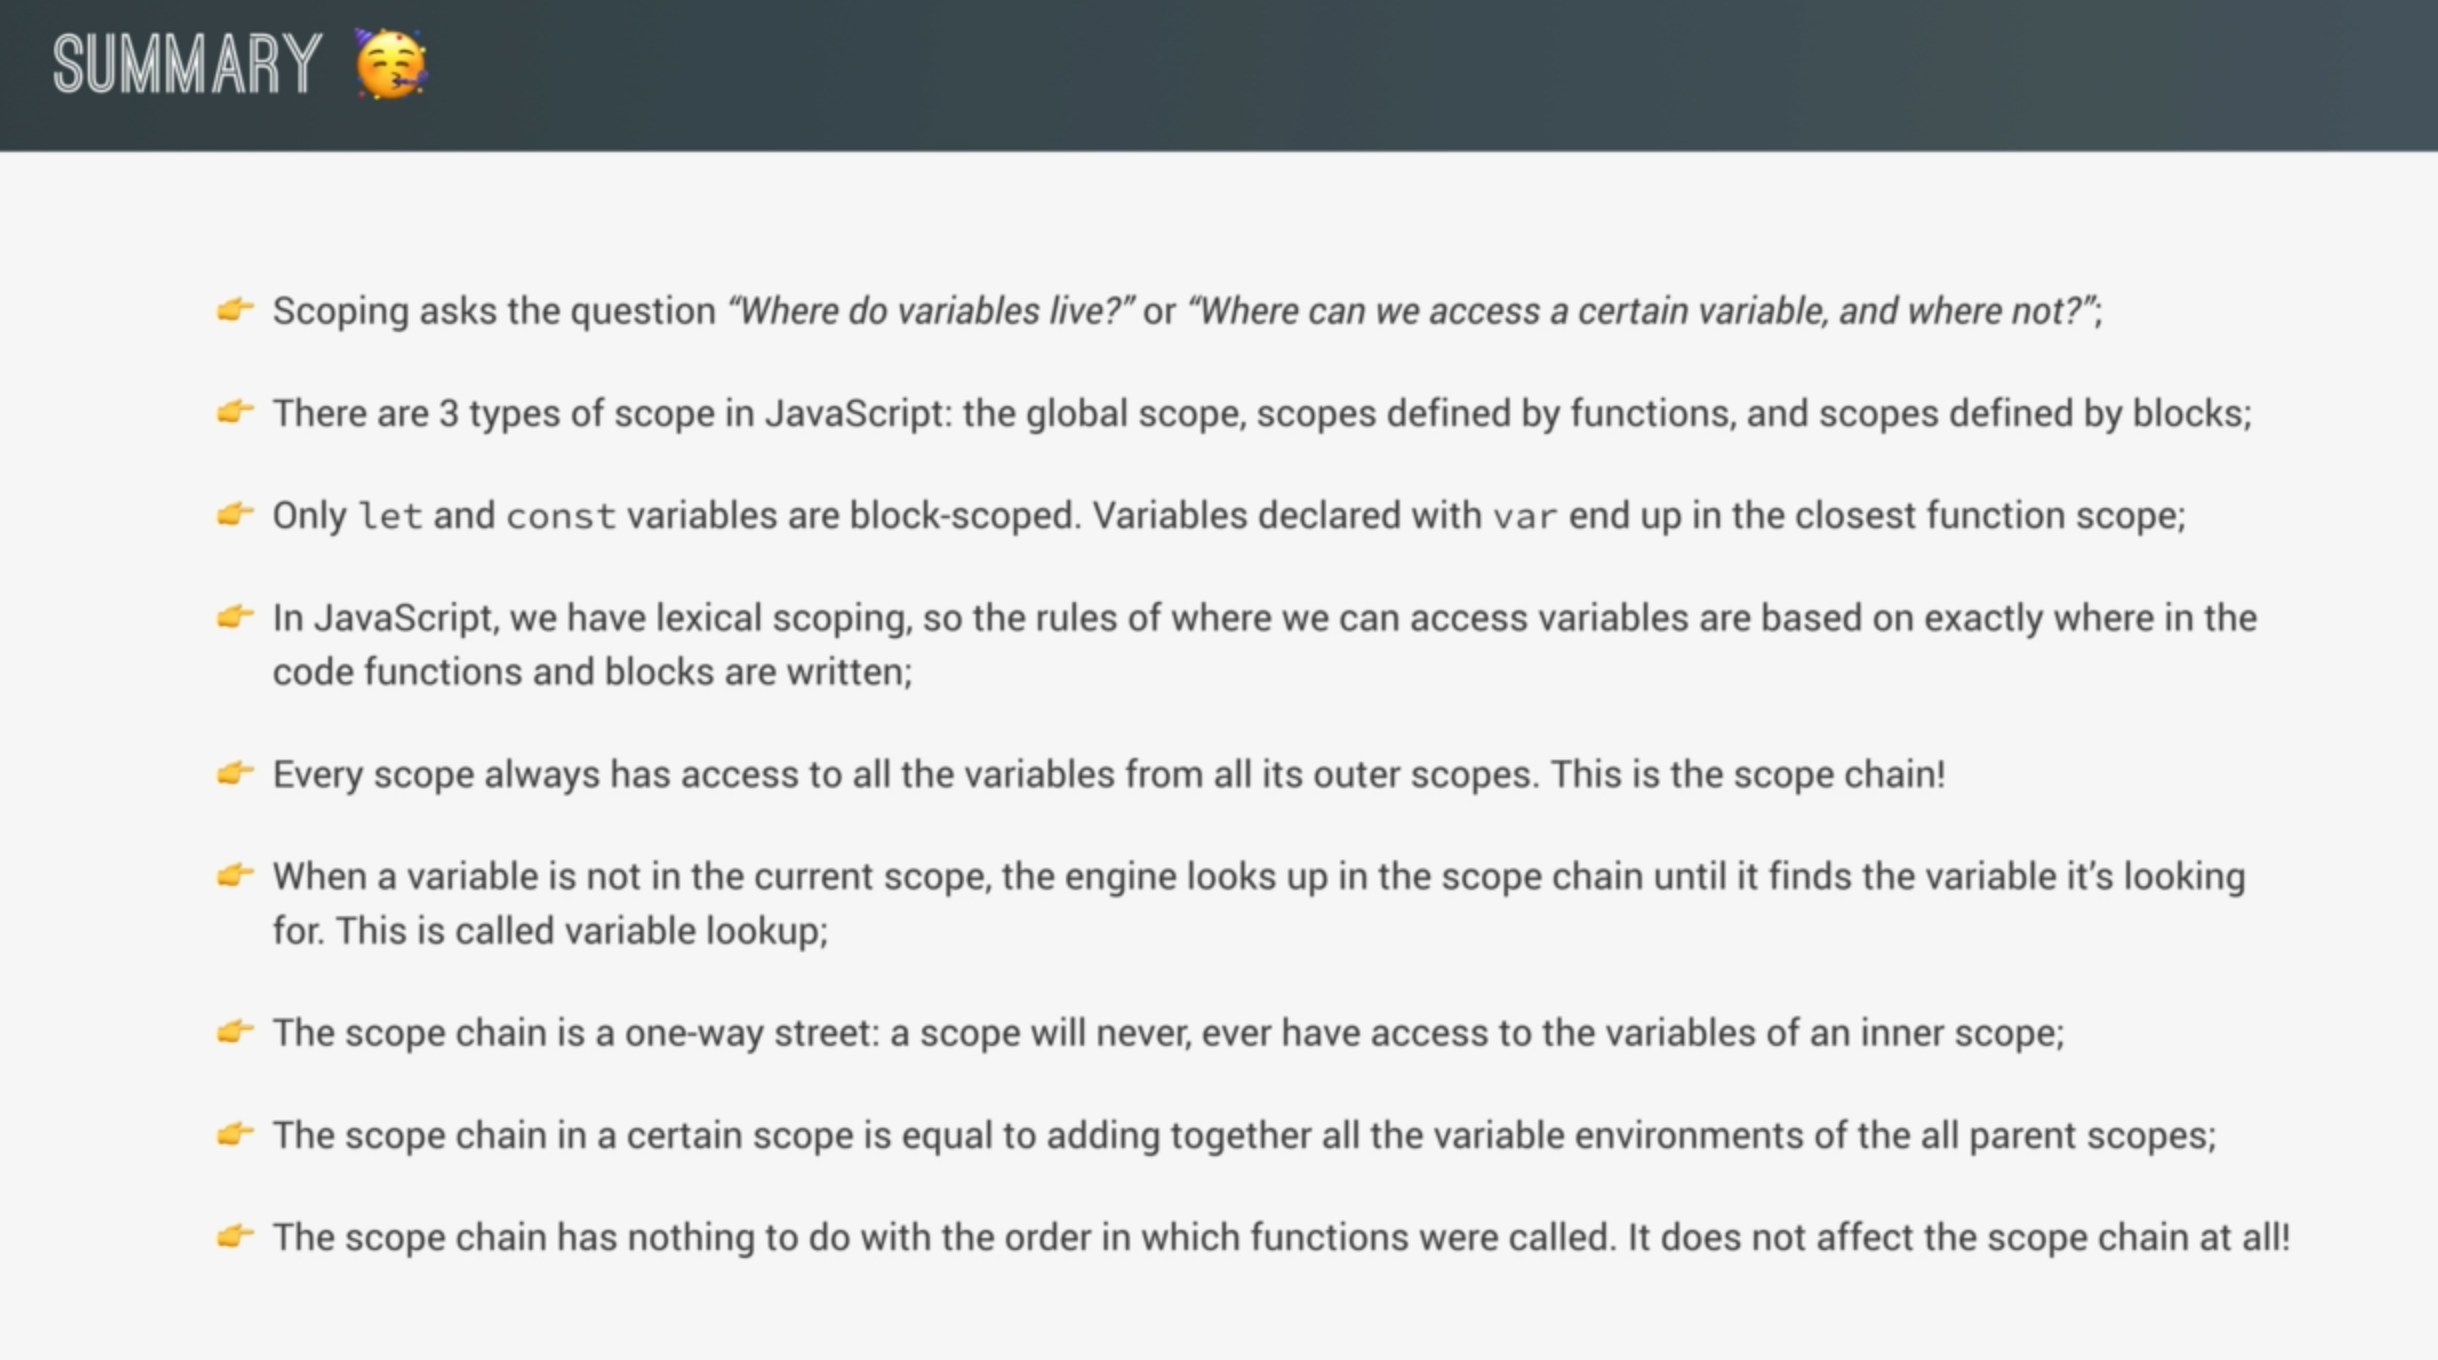 SUMMARY 🥳
👉 Scoping asks the question “Where do variables live?” or “Where can we access a certain variable, and where not?”;
👉 There are 3 types of scope in JavaScript: the global scope, scopes defined by functions, and scopes defined by blocks;
👉 Only let and const variables are block-scoped. Variables declared with var end up in the closest function scope;
👉 In JavaScript, we have lexical scoping, so the rules of where we can access variables are based on exactly where in the
code functions and blocks are written;
👉 Every scope always has access to all the variables from all its outer scopes. This is the scope chain!
👉 When a variable is not in the current scope, the engine looks up in the scope chain until it finds the variable it’s looking
for. This is called variable lookup;
👉 The scope chain is a one-way street: a scope will never, ever have access to the variables of an inner scope;
👉 The scope chain in a certain scope is equal to adding together all the variable environments of the all parent scopes;
👉 The scope chain has nothing to do with the order in which functions were called. It does not affect the scope chain at all!